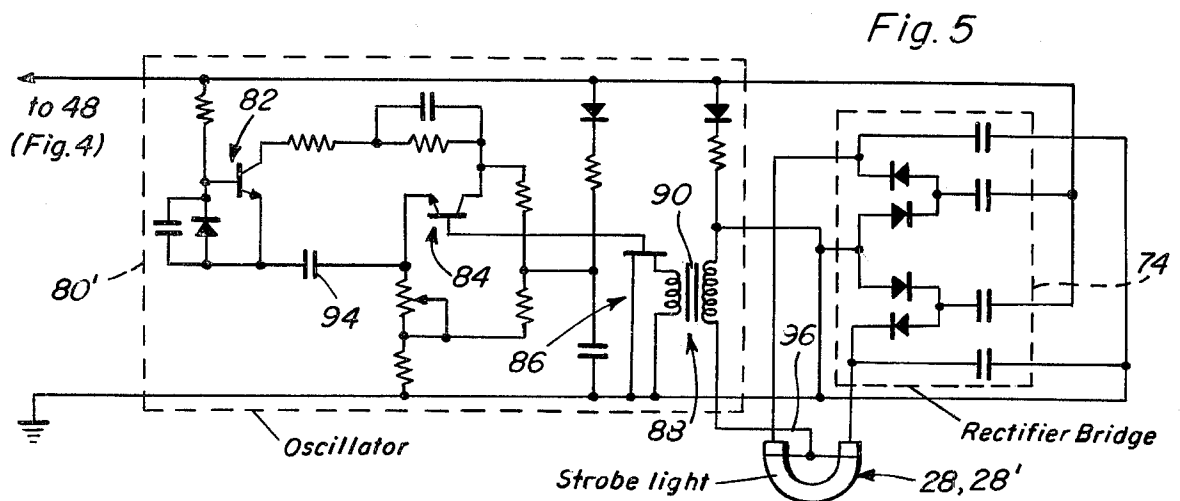 Fig. 5
to 48
(Fig. 4)
82
90
84
74
80'
94
86
96
88
Oscillator
Rectifier Bridge
Strobe light
28, 28'